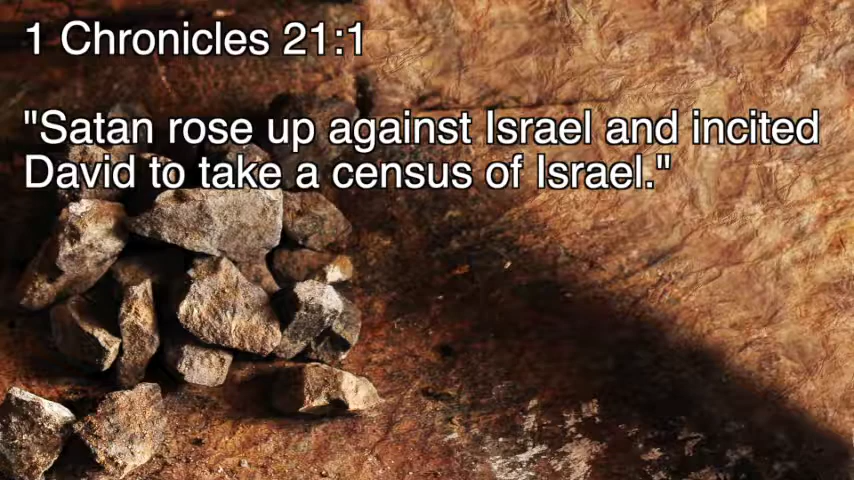 1 Chronicles 21:1
"Satan rose up against Israel and incited
David to take a census of Israel."